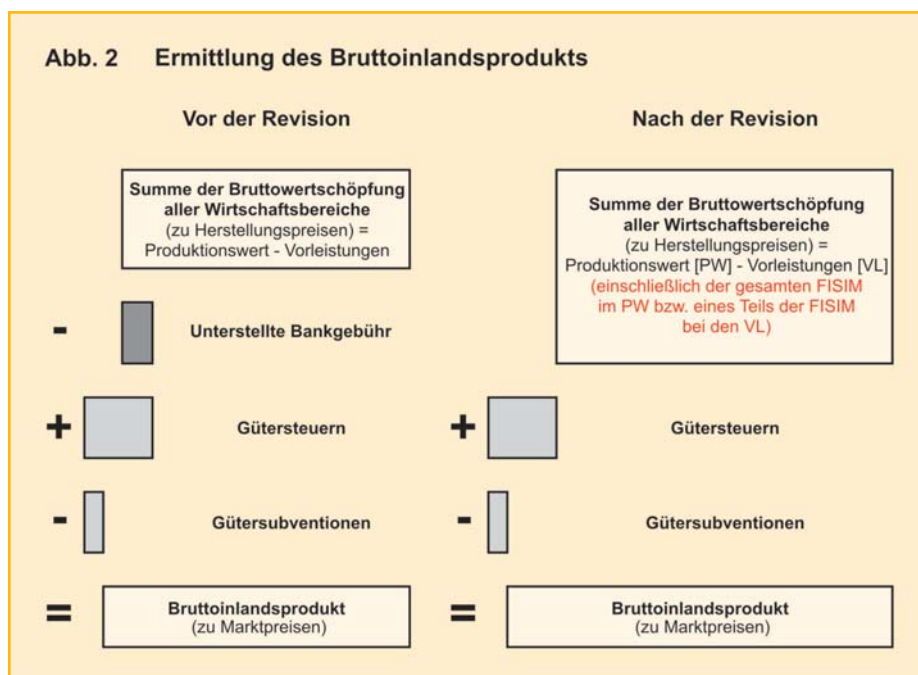 Abb. 2 Ermittlung des Bruttoinlandsprodukts
Vor der Revision
Summe der Bruttowertschöpfung
aller Wirtschaftsbereiche
(zu Herstellungspreisen) =
Produktionswert - Vorleistungen
- Unterstellte Bankgebühr
+ Gütersteuern
- Gütersubventionen
= Bruttoinlandsprodukt
(zu Marktpreisen)
Nach der Revision
Summe der Bruttowertschöpfung
aller Wirtschaftsbereiche
(zu Herstellungspreisen) =
Produktionswert [PW] - Vorleistungen [VL]
(einschließlich der gesamten FISIM
im PW bzw. eines Teils der FISIM
bei den VL)
+ Gütersteuern
- Gütersubventionen
= Bruttoinlandsprodukt
(zu Marktpreisen)